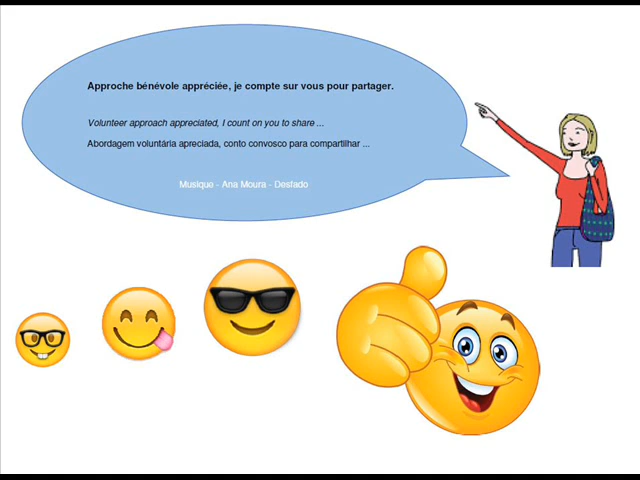 Approche bénévole appréciée, je compte sur vous pour partager.
Volunteer approach appreciated, I count on you to share ...
Abordagem voluntária apreciada, conto convosco para compartilhar ...
Musique - Ana Moura - Desfado